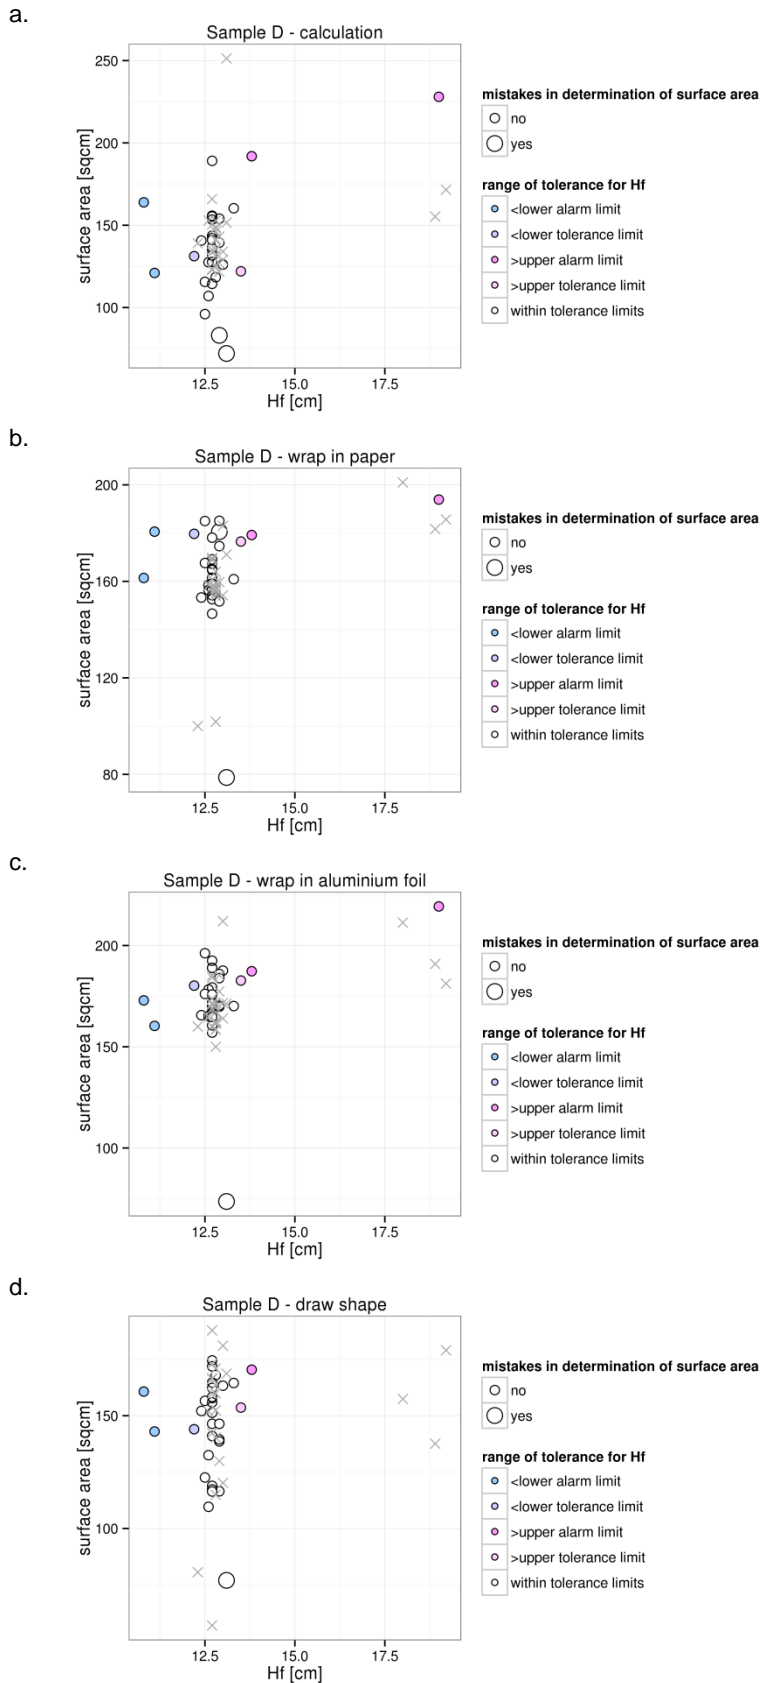 a.
Sample D - calculation
250
200
150
100
surface area [sqcm]
12.5 15.0 17.5
Hf [cm]
mistakes in determination of surface area
no
yes
range of tolerance for Hf
<lower alarm limit
<lower tolerance limit
>upper alarm limit
>upper tolerance limit
within tolerance limits
b.
Sample D - wrap in paper
200
160
120
80
surface area [sqcm]
12.5 15.0 17.5
Hf [cm]
mistakes in determination of surface area
no
yes
range of tolerance for Hf
<lower alarm limit
<lower tolerance limit
>upper alarm limit
>upper tolerance limit
within tolerance limits
c.
Sample D - wrap in aluminium foil
200
150
100
surface area [sqcm]
12.5 15.0 17.5
Hf [cm]
mistakes in determination of surface area
no
yes
range of tolerance for Hf
<lower alarm limit
<lower tolerance limit
>upper alarm limit
>upper tolerance limit
within tolerance limits
d.
Sample D - draw shape
150
100
surface area [sqcm]
12.5 15.0 17.5
Hf [cm]
mistakes in determination of surface area
no
yes
range of tolerance for Hf
<lower alarm limit
<lower tolerance limit
>upper alarm limit
>upper tolerance limit
within tolerance limits